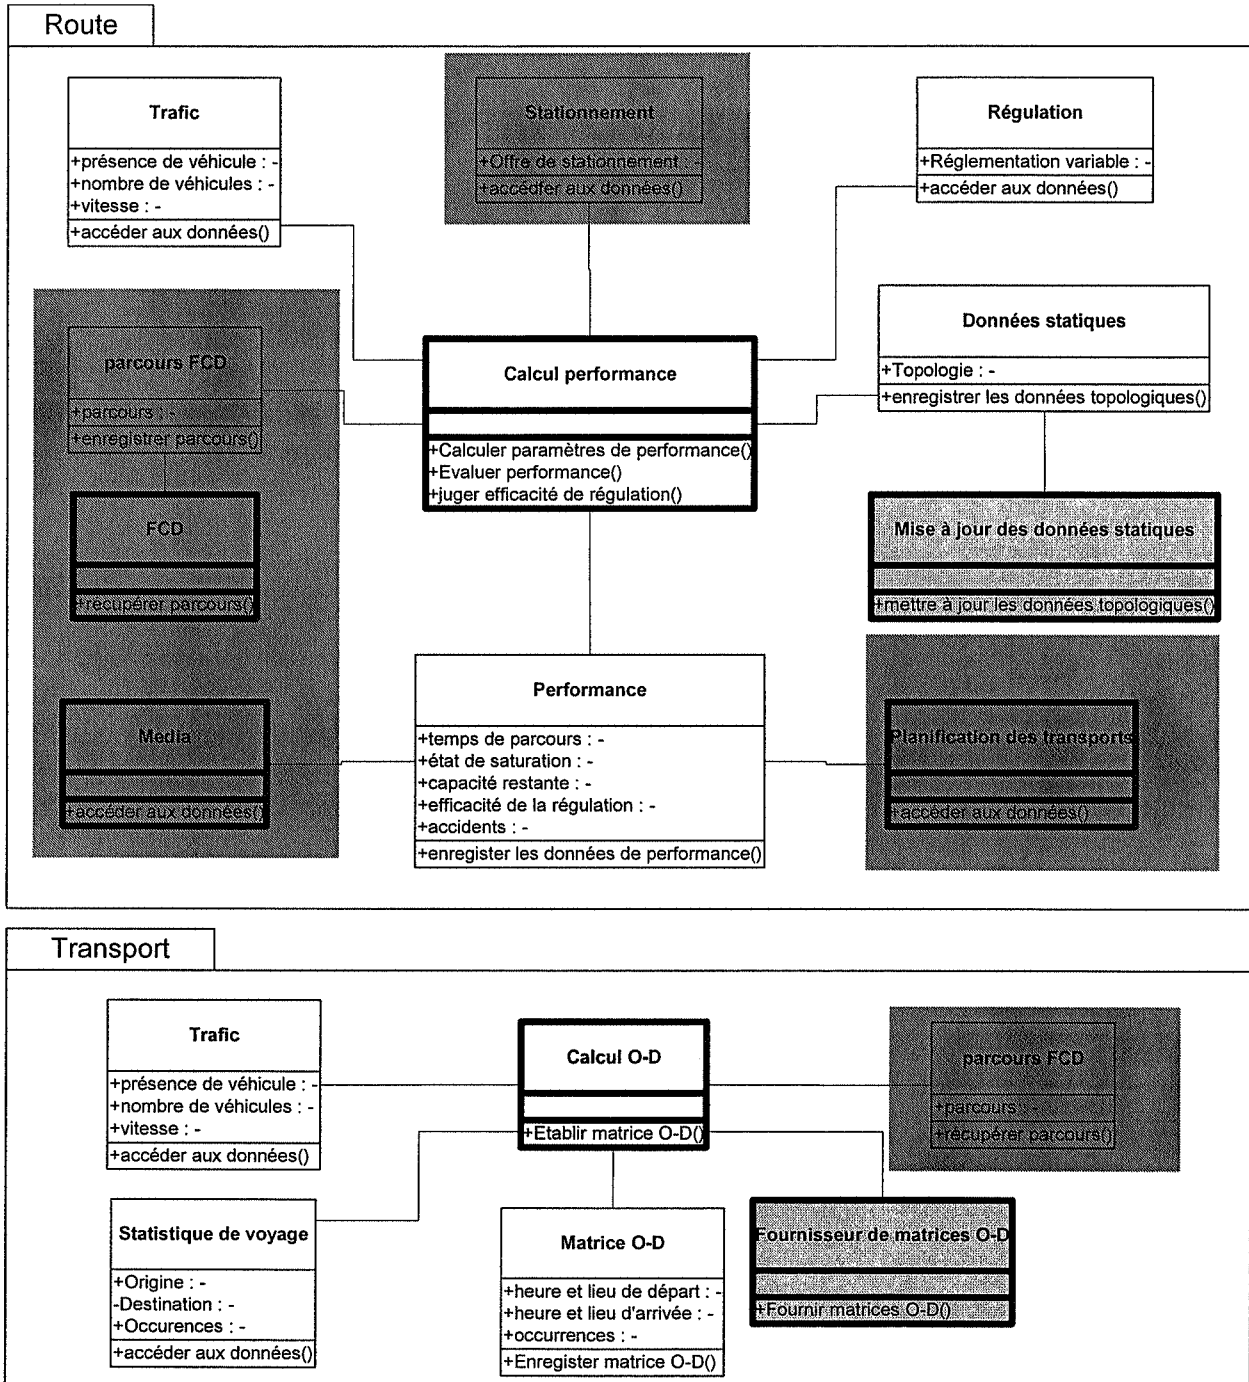 Route
Trafic
+présence de véhicule : -
+nombre de véhicules : -
+vitesse : -
+accéder aux données()
Stationnement
+Offre de stationnement : -
+accédfer aux données()
Régulation
+Réglementation variable : -
+accéder aux données()
parcours FCD
+parcours : -
+enregistrer parcours()
Calcul performance
+Calculer paramètres de performance()
+Evaluer performance()
+juger efficacité de régulation()
Données statiques
+Topologie : -
+enregistrer les données topologiques()
FCD
+récupérer parcours()
Mise à jour des données statiques
+mettre à jour les données topologiques()
Media
+accéder aux données()
Performance
+temps de parcours : -
+état de saturation : -
+capacité restante : -
+efficacité de la régulation : -
+accidents : -
+enregister les données de performance()
Planification des transports
+accéder aux données()
Transport
Trafic
+présence de véhicule : -
+nombre de véhicules : -
+vitesse : -
+accéder aux données()
Calcul O-D
+Etablir matrice O-D()
parcours FCD
+parcours : -
+récupérer parcours()
Statistique de voyage
+Origine : -
-Destination : -
+Occurences : -
+accéder aux données()
Matrice O-D
+heure et lieu de départ : -
+heure et lieu d'arrivée : -
+occurrences : -
+Enregister matrice O-D()
Fournisseur de matrices O-D
+Fournir matrices O-D()